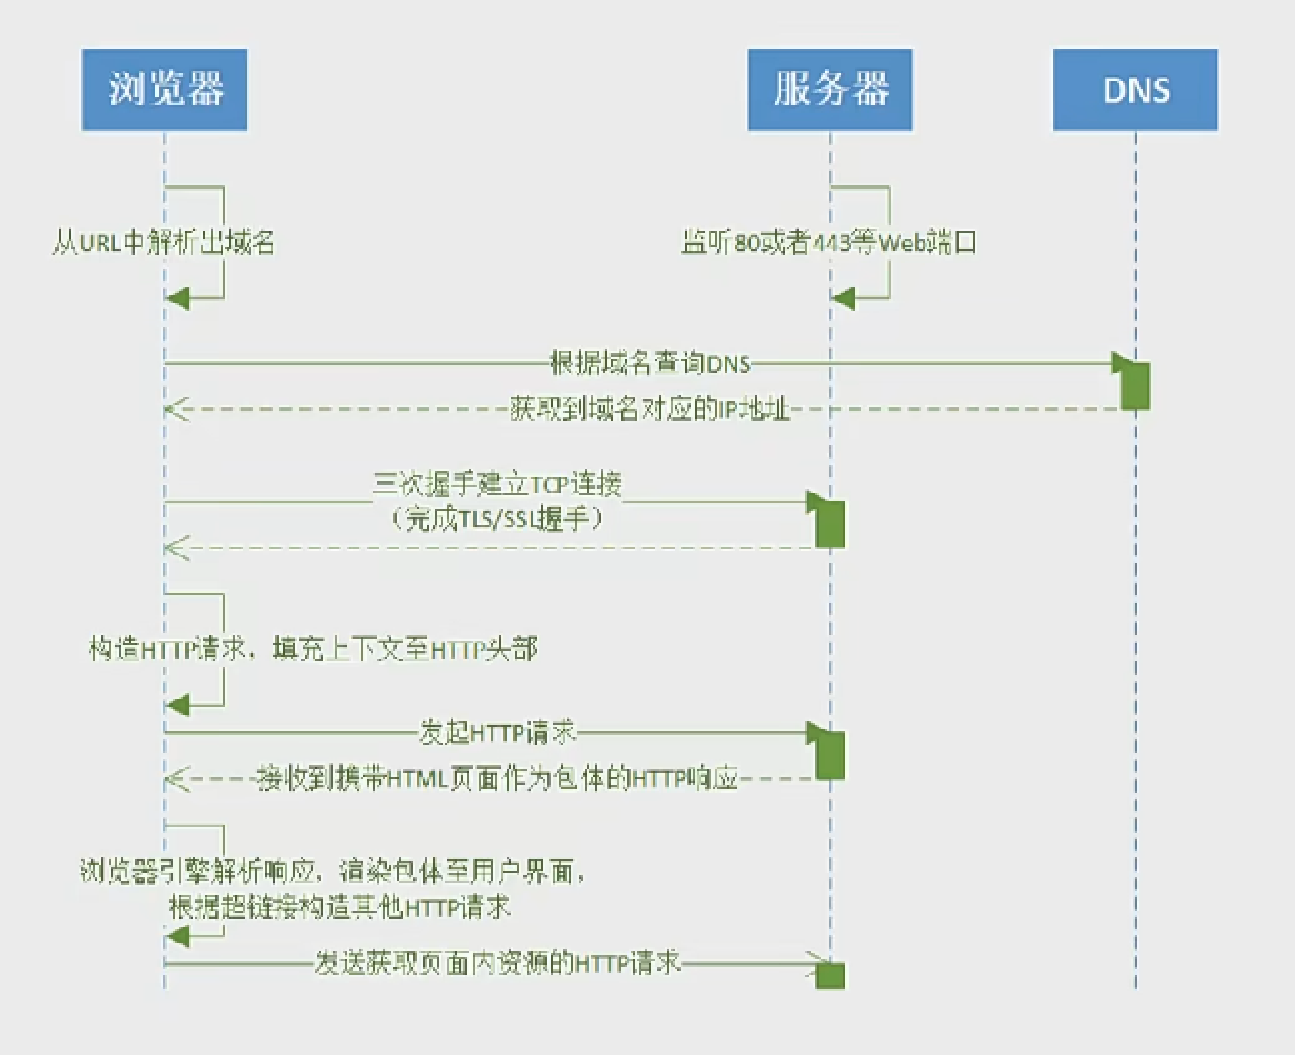 浏览器
服务器
DNS
从URL中解析出域名
监听80或者443等Web端口
根据域名查询DNS
获取到域名对应的IP地址
三次握手建立TCP连接
（完成TLS/SSL握手）
构造HTTP请求，填充上下文至HTTP头部
发起HTTP请求
接收到携带HTML页面作为包体的HTTP响应
浏览器引擎解析响应，渲染包体至用户界面，
根据超链接构造其他HTTP请求
发送获取页面内资源的HTTP请求